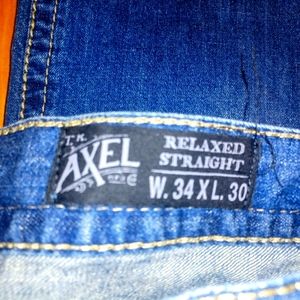 T.K.
AXEL
RELAXED
STRAIGHT
W. 34 X L. 30